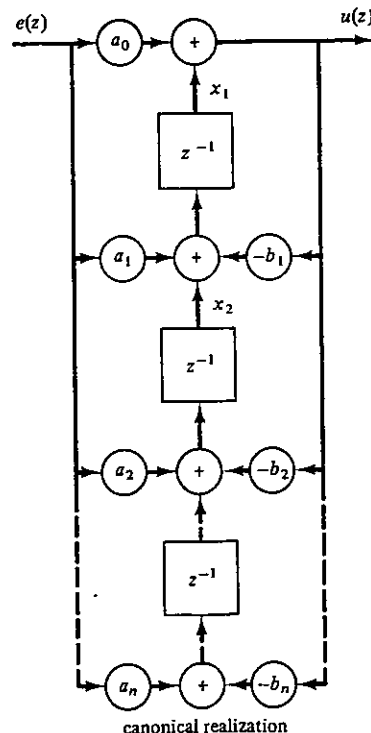 e(z) a₀ + u(z)
x₁
z⁻¹
a₁ + -b₁
x₂
z⁻¹
a₂ + -b₂
z⁻¹
aₙ + -bₙ
canonical realization